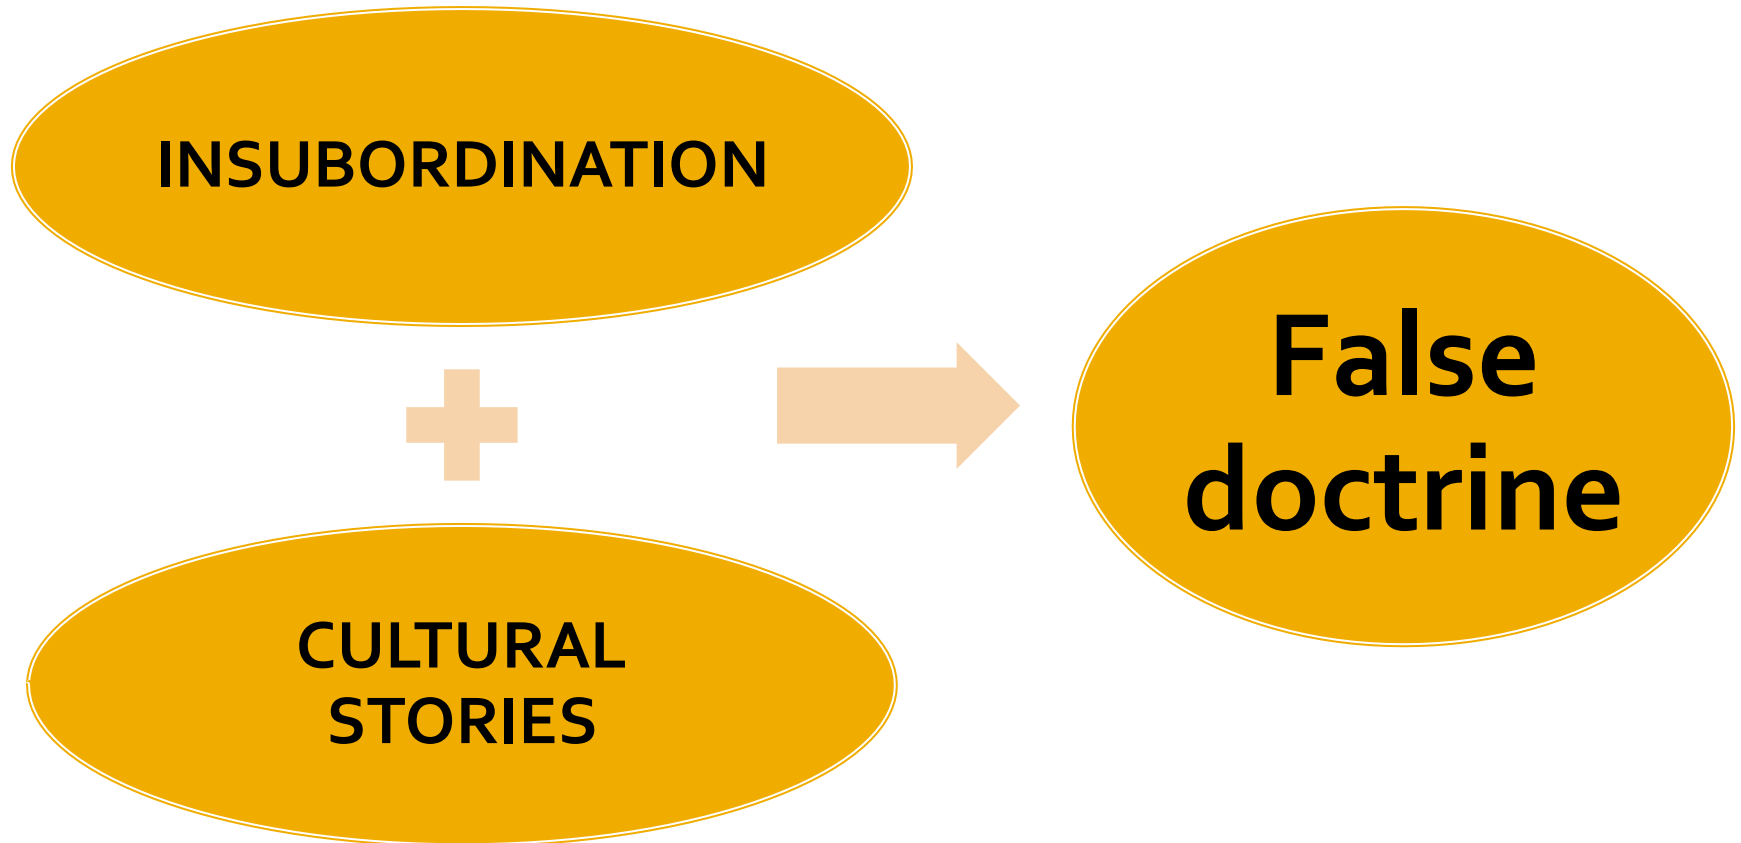 INSUBORDINATION
CULTURAL
STORIES
False
doctrine